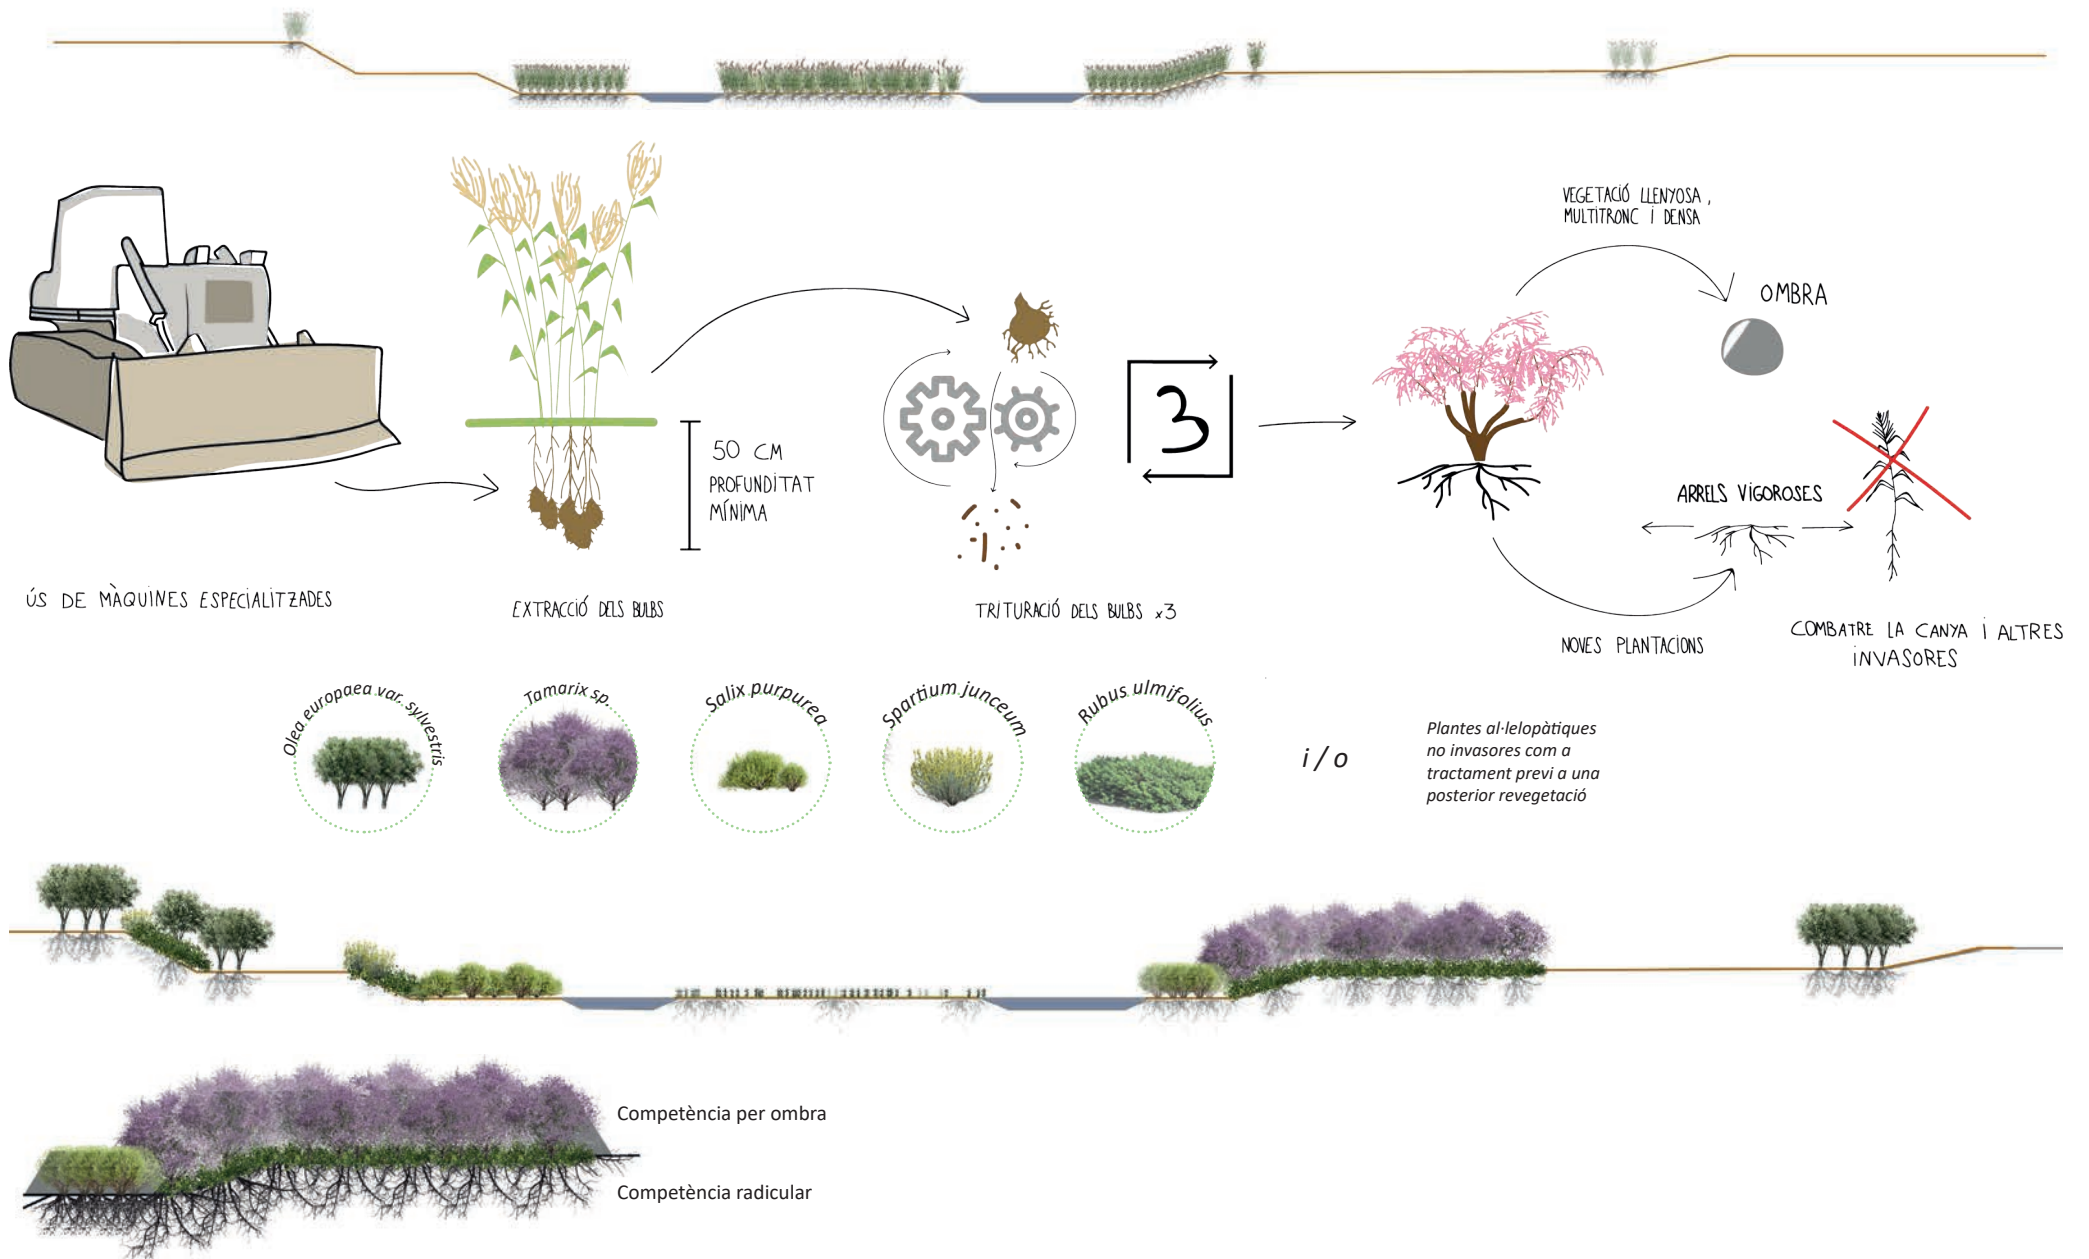 VEGETACIÓ LLENYOSA,
MULTITRONC I DENSA
OMBRA
50 CM
PROFUNDITAT
MÍNIMA
3
ARRELS VIGOROSES
ÚS DE MÀQUINES ESPECIALITZADES
EXTRACCIÓ DELS BULBS
TRITURACIÓ DELS BULBS x3
NOVES PLANTACIONS
COMBATRE LA CANYA I ALTRES
INVASORES
Olea europaea var. sylvestris
Tamarix sp.
Salix purpurea
Spartium junceum
Rubus ulmifolius
i / o
Plantes al·lelopàtiques
no invasores com a
tractament previ a una
posterior revegetació
Competència per ombra
Competència radicular